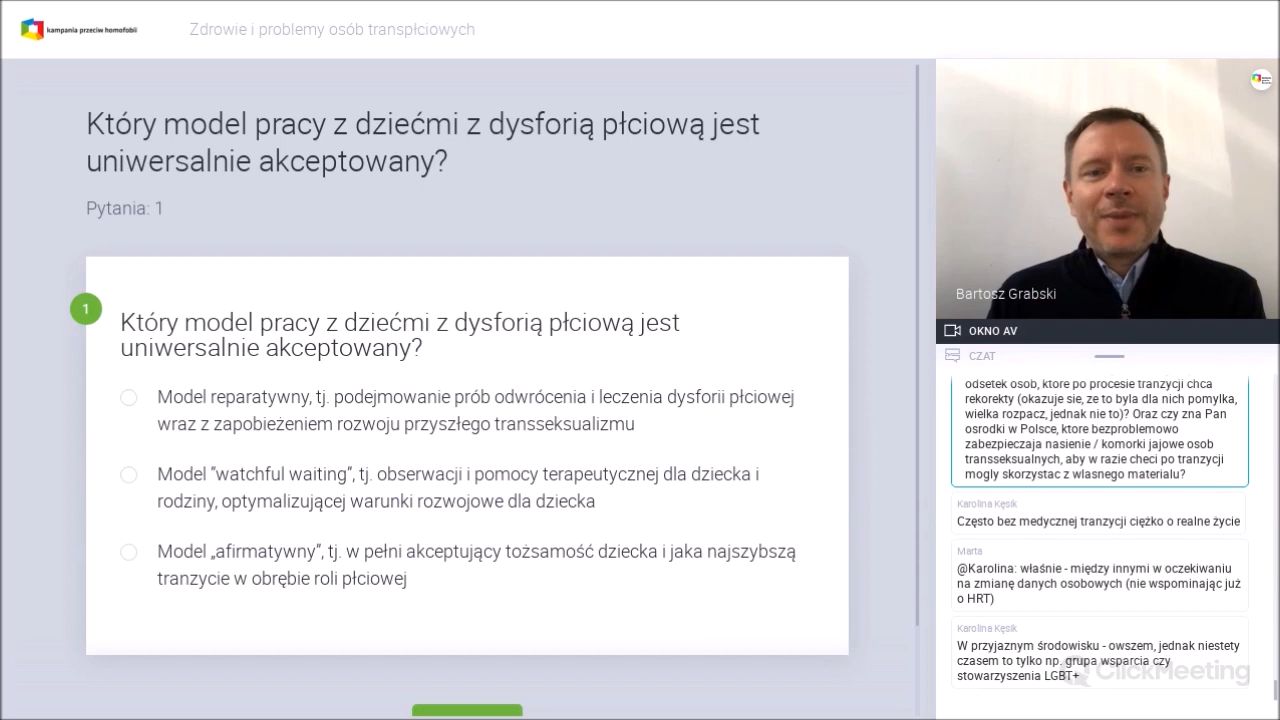 kampania przeciw homofobii
Zdrowie i problemy osób transpłciowych
Który model pracy z dziećmi z dysforią płciową jest
uniwersalnie akceptowany?
Pytania: 1
1
Który model pracy z dziećmi z dysforią płciową jest
uniwersalnie akceptowany?
Model reparatywny, tj. podejmowanie prób odwrócenia i leczenia dysforii płciowej
wraz z zapobieżeniem rozwoju przyszłego transseksualizmu
Model ”watchful waiting”, tj. obserwacji i pomocy terapeutycznej dla dziecka i
rodziny, optymalizującej warunki rozwojowe dla dziecka
Model „afirmatywny”, tj. w pełni akceptujący tożsamość dziecka i jaka najszybszą
tranzycie w obrębie roli płciowej
Bartosz Grabski
OKNO AV
CZAT
odsetek osob, ktore po procesie tranzycji chca
rekorekty (okazuje sie, ze to byla dla nich pomylka,
wielka rozpacz, jednak nie to)? Oraz czy zna Pan
osrodki w Polsce, ktore bezproblemowo
zabezpieczaja nasienie / komorki jajowe osob
transseksualnych, aby w razie checi po tranzycji
mogly skorzystac z wlasnego materialu?
Karolina Kęsik
Często bez medycznej tranzycji ciężko o realne życie
Marta
@Karolina: właśnie - między innymi w oczekiwaniu
na zmianę danych osobowych (nie wspominając już
o HRT)
Karolina Kęsik
W przyjaznym środowisku - owszem, jednak niestety
czasem to tylko np. grupa wsparcia czy
stowarzyszenia LGBT+
ClickMeeting